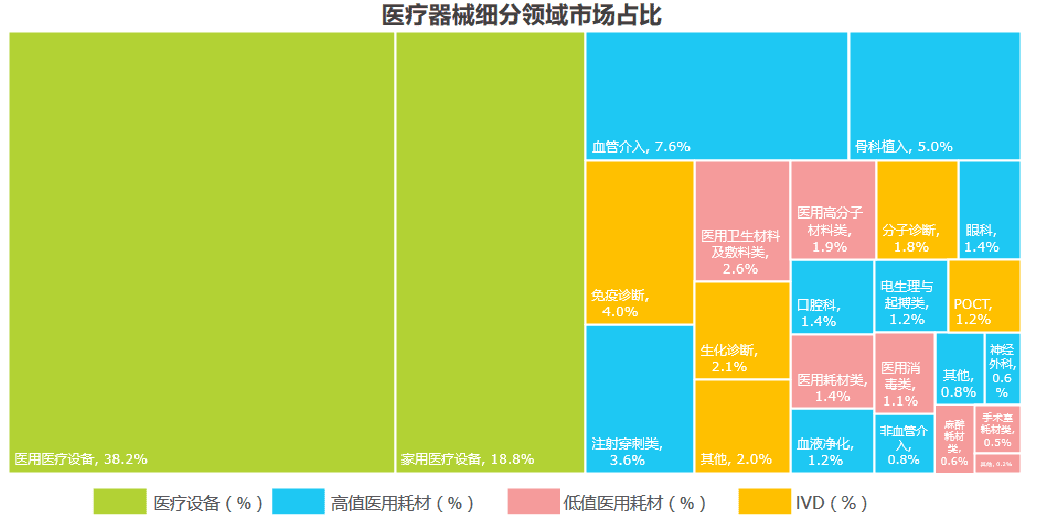 医疗器械细分领域市场占比
医用医疗设备, 38.2%
家用医疗设备, 18.8%
血管介入, 7.6%
骨科植入, 5.0%
免疫诊断,
4.0%
注射穿刺类,
3.6%
医用卫生材料
及敷料类,
2.6%
生化诊断,
2.1%
其他, 2.0%
医用高分子
材料类,
1.9%
分子诊断,
1.8%
眼科,
1.4%
口腔科,
1.4%
电生理与
起搏类,
1.2%
POCT,
1.2%
医用耗材类,
1.4%
医用消
毒类,
1.1%
其他,
0.8%
神经
外科,
0.6
%
血液净化,
1.2%
非血管介
入,
0.8%
麻醉
耗材
类,
0.6%
手术室
耗材类,
0.5%
其他,
医疗设备（%）
高值医用耗材（%）
低值医用耗材（%）
IVD（%）